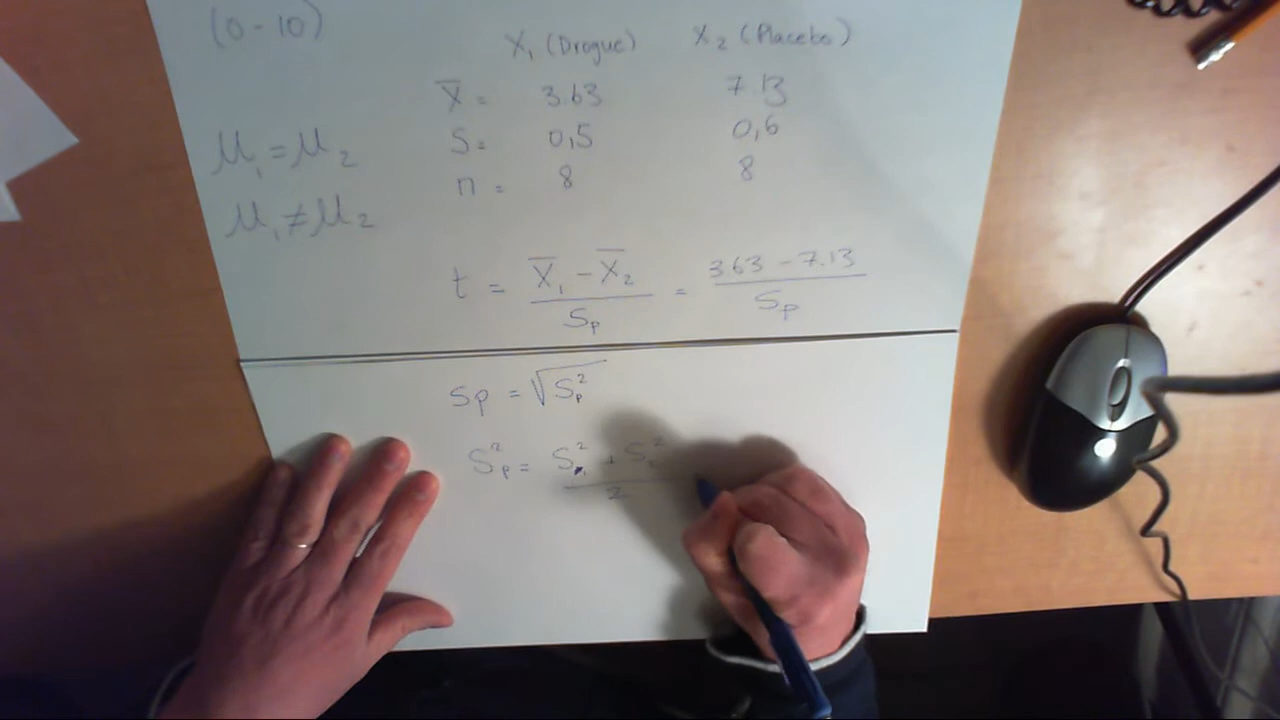 (0-10)
X₁ (Drogue) X₂ (Placebo)
X̄ = 3.63 7.13
S = 0,5 0,6
n = 8 8
μ₁ = μ₂
μ₁ ≠ μ₂
t = (X̄₁ - X̄₂) / Sₚ = (3.63 - 7.13) / Sₚ
Sp = √Sₚ²
Sₚ² = (S₁² + S₂²) / 2